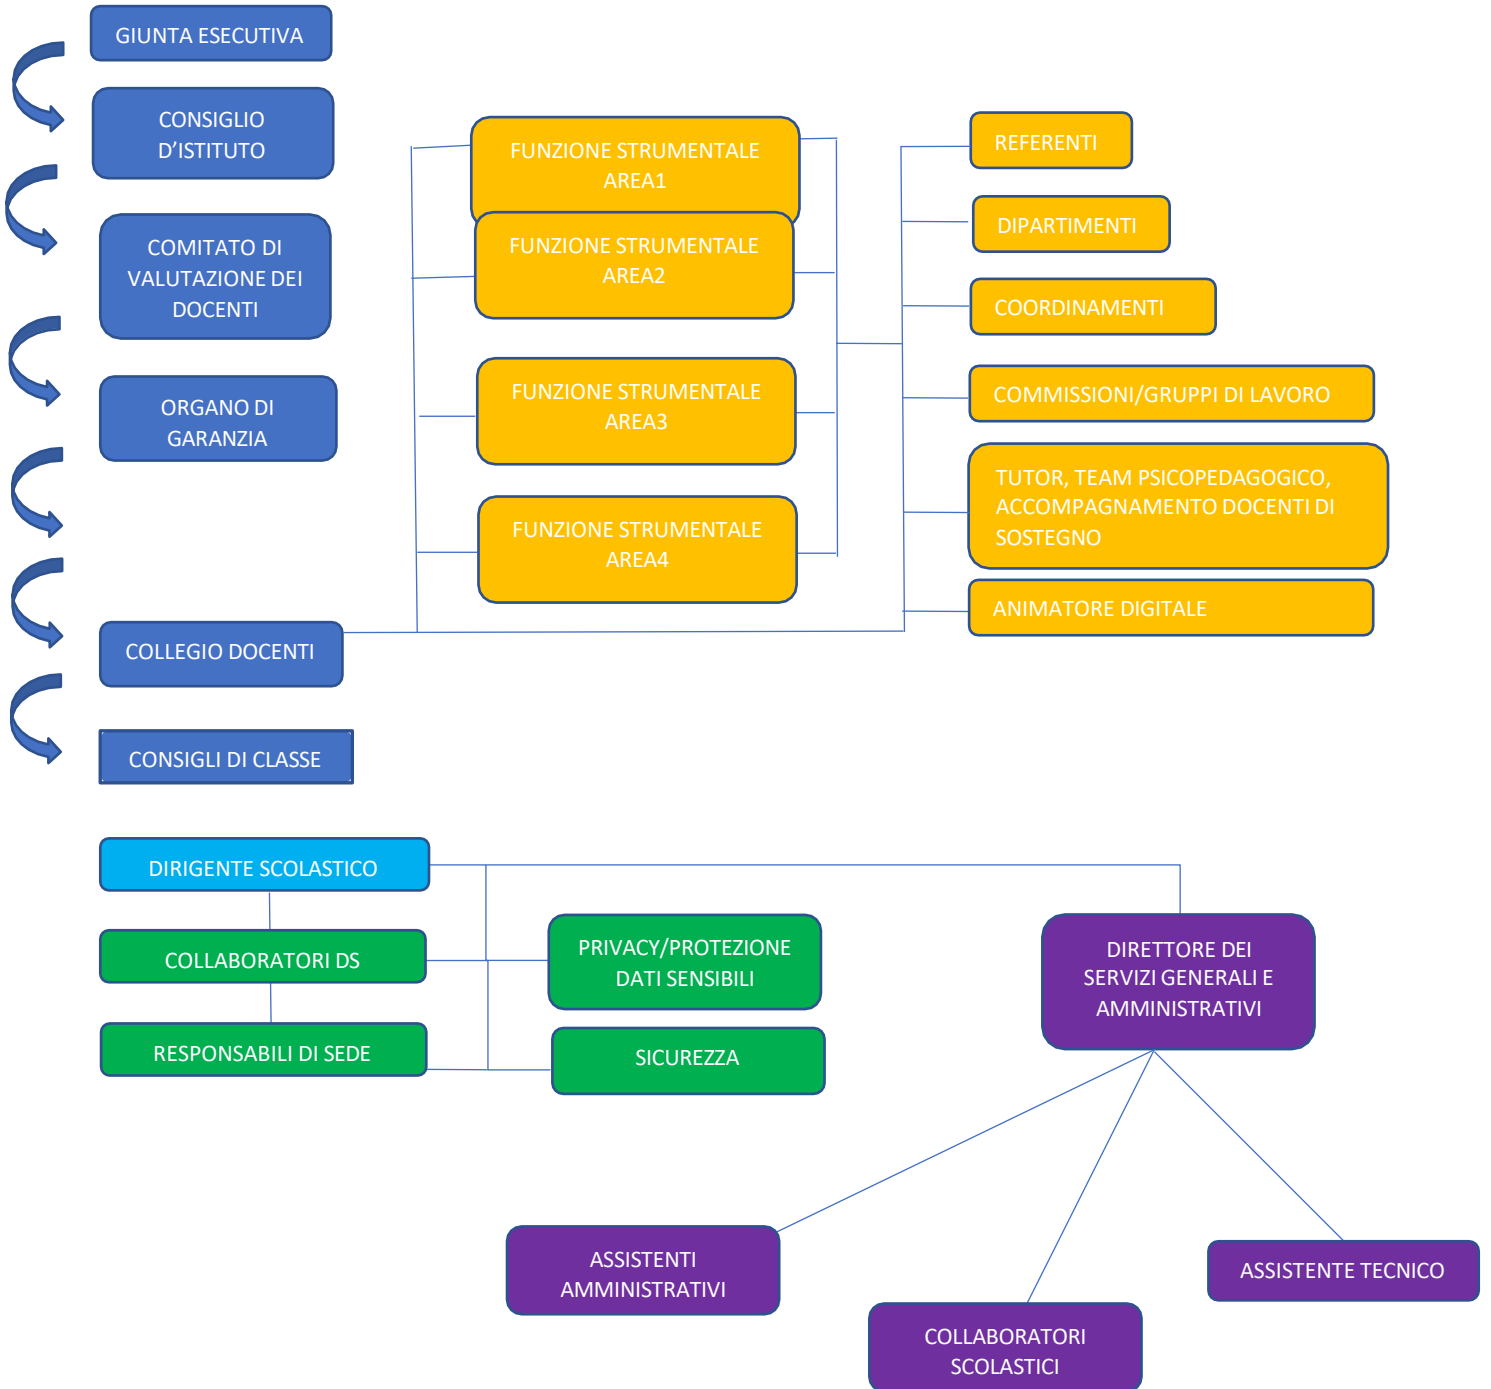 GIUNTA ESECUTIVA
CONSIGLIO
D’ISTITUTO
COMITATO DI
VALUTAZIONE DEI
DOCENTI
ORGANO DI
GARANZIA
COLLEGIO DOCENTI
CONSIGLI DI CLASSE
FUNZIONE STRUMENTALE
AREA1
FUNZIONE STRUMENTALE
AREA2
FUNZIONE STRUMENTALE
AREA3
FUNZIONE STRUMENTALE
AREA4
REFERENTI
DIPARTIMENTI
COORDINAMENTI
COMMISSIONI/GRUPPI DI LAVORO
TUTOR, TEAM PSICOPEDAGOGICO,
ACCOMPAGNAMENTO DOCENTI DI
SOSTEGNO
ANIMATORE DIGITALE
DIRIGENTE SCOLASTICO
COLLABORATORI DS
RESPONSABILI DI SEDE
PRIVACY/PROTEZIONE
DATI SENSIBILI
SICUREZZA
DIRETTORE DEI
SERVIZI GENERALI E
AMMINISTRATIVI
ASSISTENTI
AMMINISTRATIVI
COLLABORATORI
SCOLASTICI
ASSISTENTE TECNICO